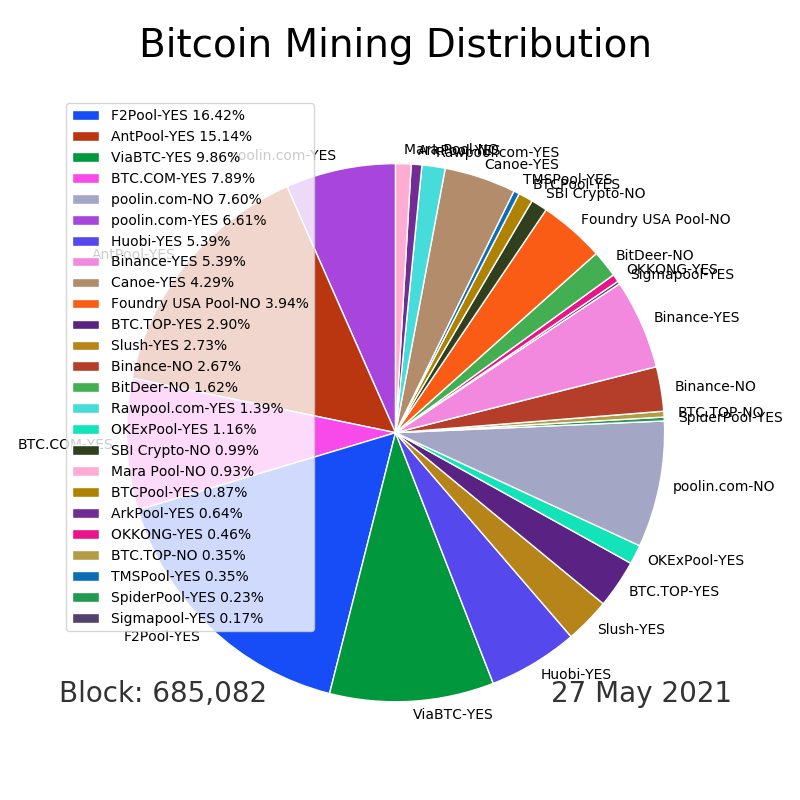 Bitcoin Mining Distribution
F2Pool-YES 16.42%
AntPool-YES 15.14%
ViaBTC-YES 9.86%
BTC.COM-YES 7.89%
poolin.com-NO 7.60%
poolin.com-YES 6.61%
Huobi-YES 5.39%
Binance-YES 5.39%
Canoe-YES 4.29%
Foundry USA Pool-NO 3.94%
BTC.TOP-YES 2.90%
Slush-YES 2.73%
Binance-NO 2.67%
BitDeer-NO 1.62%
Rawpool.com-YES 1.39%
OKExPool-YES 1.16%
SBI Crypto-NO 0.99%
Mara Pool-NO 0.93%
BTCPool-YES 0.87%
ArkPool-YES 0.64%
OKKONG-YES 0.46%
BTC.TOP-NO 0.35%
TMSPool-YES 0.35%
SpiderPool-YES 0.23%
Sigmapool-YES 0.17%
poolin.com-YES
AntPool-YES
BTC.COM-YES
F2Pool-YES
ViaBTC-YES
Huobi-YES
Slush-YES
BTC.TOP-YES
OKExPool-YES
poolin.com-NO
SpiderPool-YES
BTC.TOP-NO
Binance-NO
Binance-YES
Sigmapool-YES
OKKONG-YES
BitDeer-NO
Foundry USA Pool-NO
SBI Crypto-NO
BTCPool-YES
TMSPool-YES
Canoe-YES
Rawpool.com-YES
ArkPool-YES
Mara Pool-NO
Block: 685,082
27 May 2021